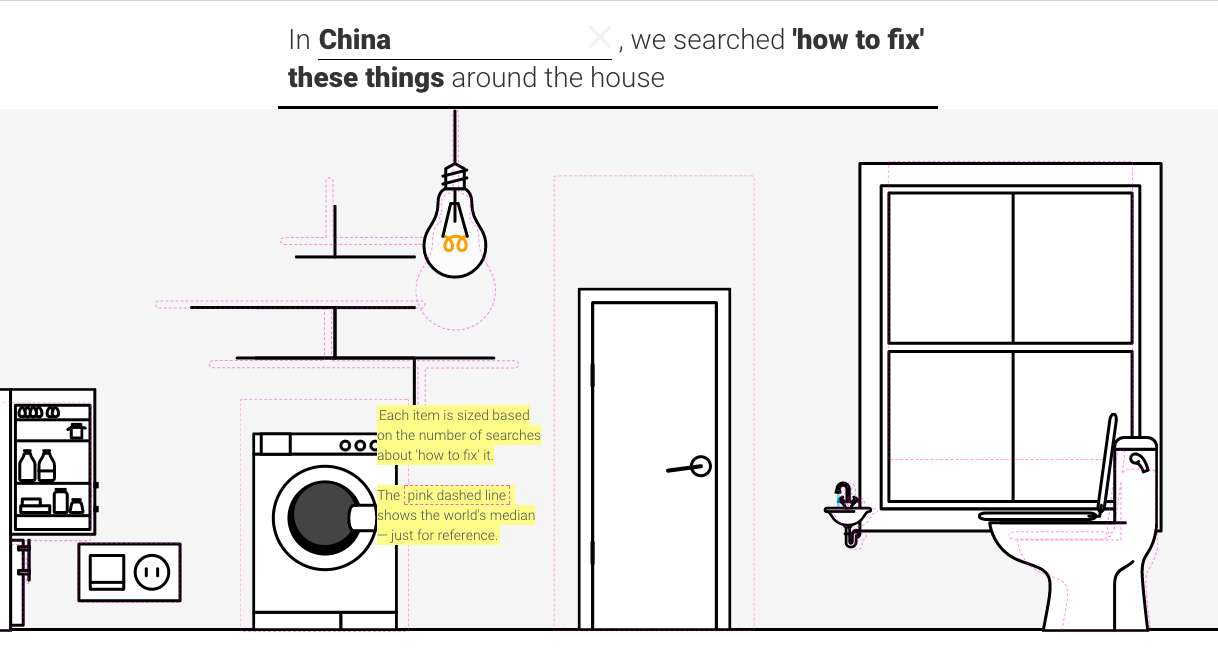 In China , we searched 'how to fix'
these things around the house
Each item is sized based
on the number of searches
about 'how to fix' it.
The pink dashed line
shows the world's median
– just for reference.